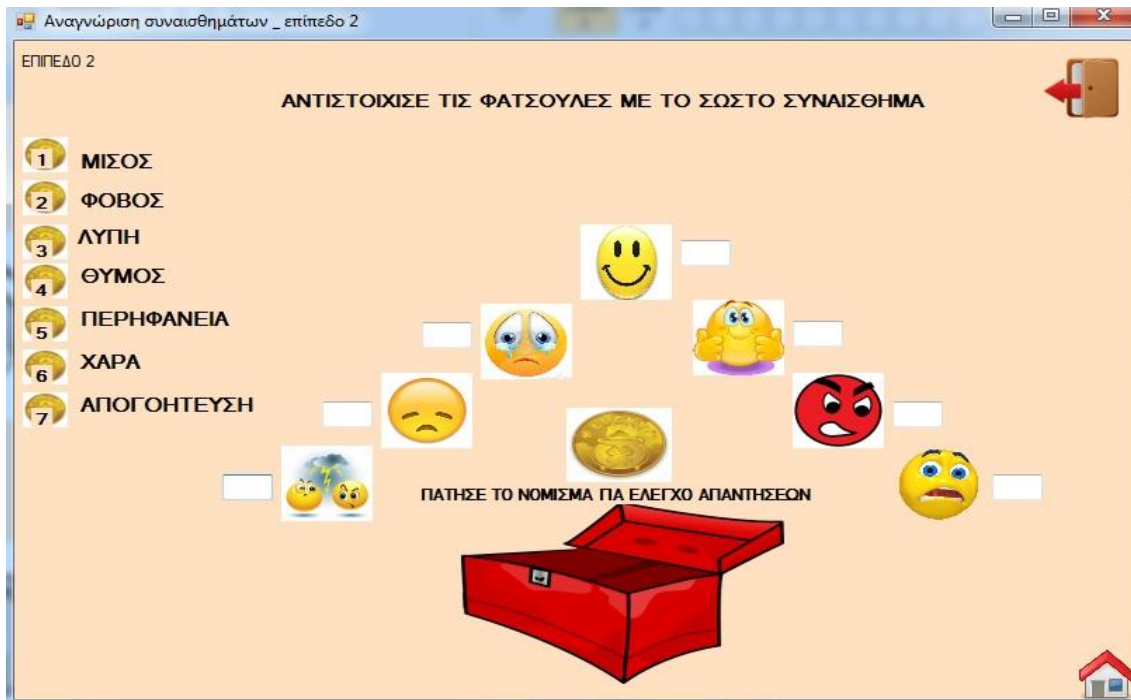 Αναγνώριση συναισθημάτων _ επίπεδο 2
ΕΠΙΠΕΔΟ 2
ΑΝΤΙΣΤΟΙΧΙΣΕ ΤΙΣ ΦΑΤΣΟΥΛΕΣ ΜΕ ΤΟ ΣΩΣΤΟ ΣΥΝΑΙΣΘΗΜΑ
1 ΜΙΣΟΣ
2 ΦΟΒΟΣ
3 ΛΥΠΗ
4 ΘΥΜΟΣ
5 ΠΕΡΗΦΑΝΕΙΑ
6 ΧΑΡΑ
7 ΑΠΟΓΟΗΤΕΥΣΗ
ΠΑΤΗΣΕ ΤΟ ΝΟΜΙΣΜΑ ΓΙΑ ΕΛΕΓΧΟ ΑΠΑΝΤΗΣΕΩΝ